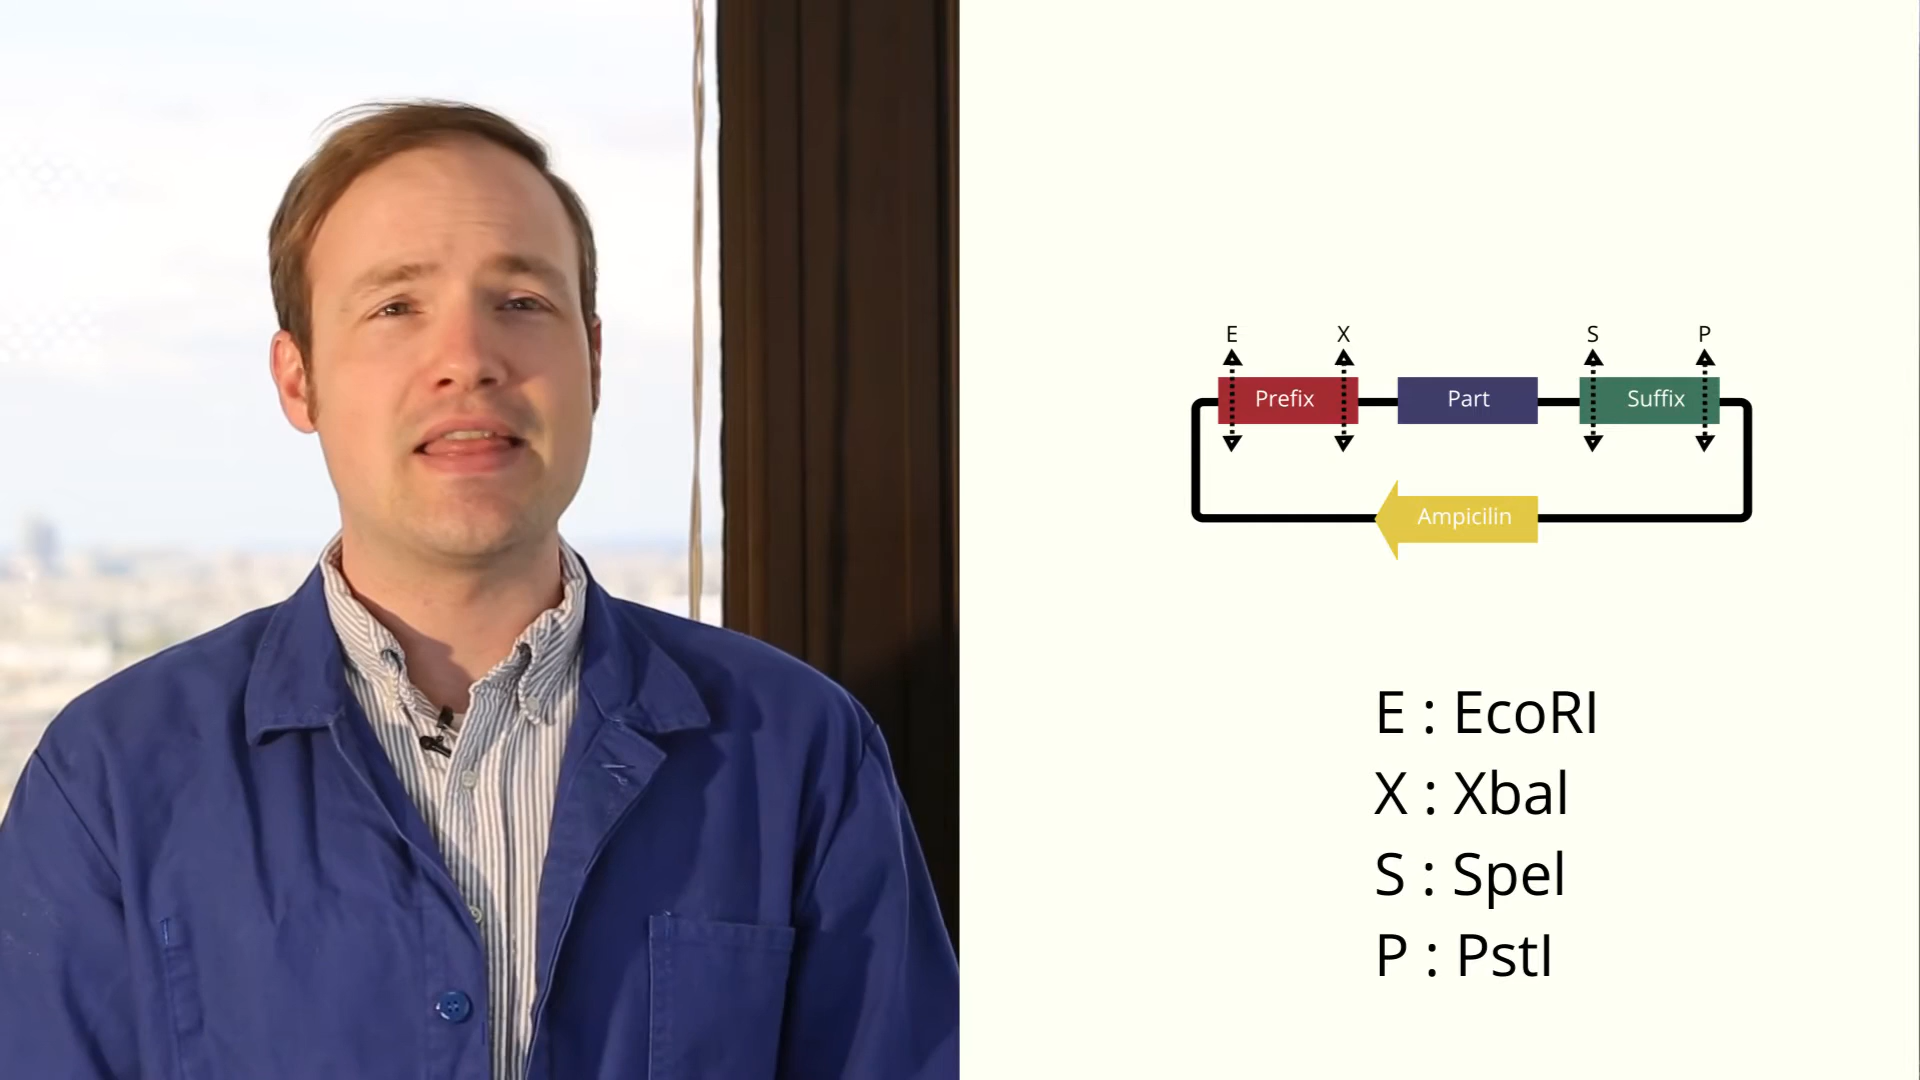 E X S P
Prefix Part Suffix
Ampicilin
E : EcoRI
X : XbaI
S : SpeI
P : PstI